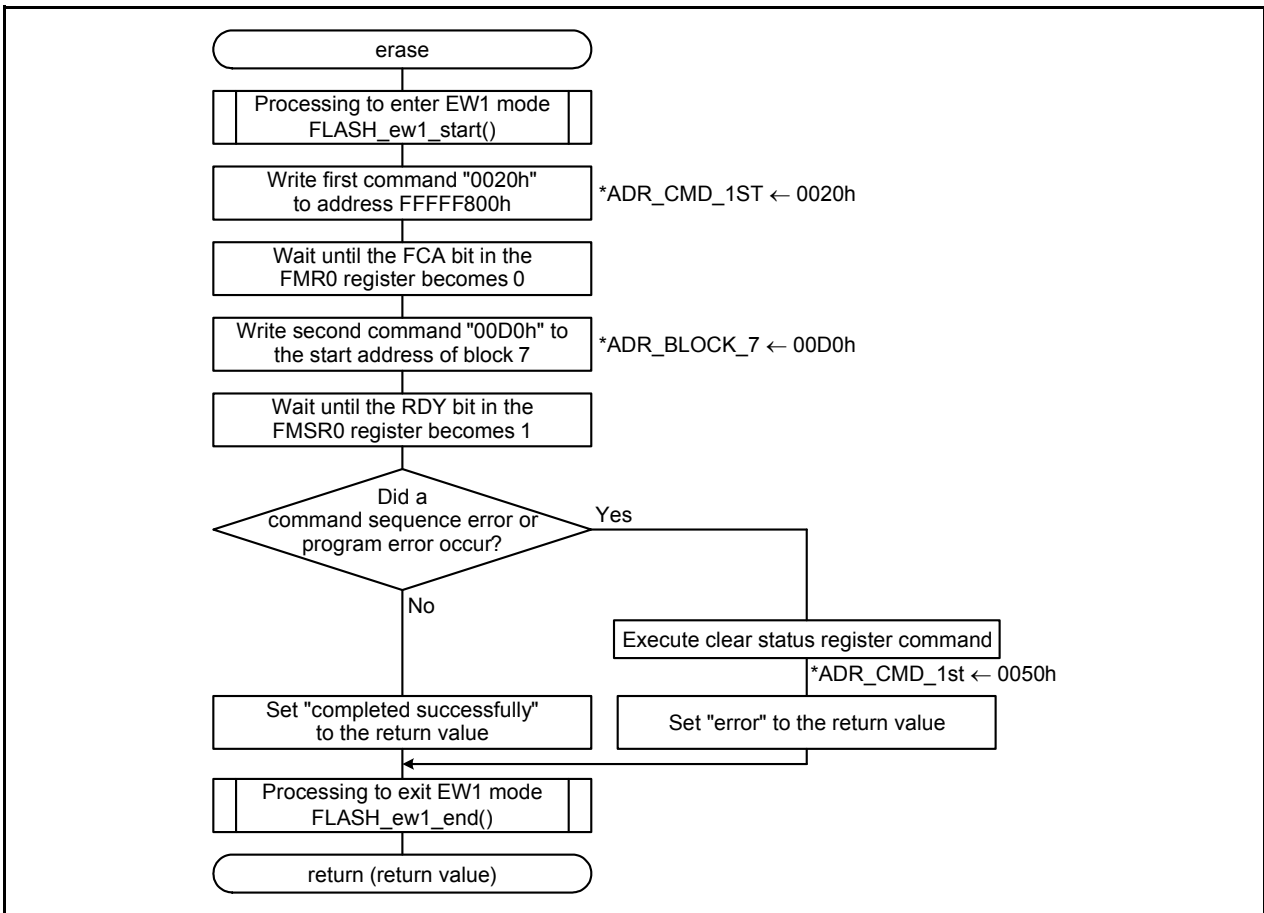 erase
Processing to enter EW1 mode
FLASH_ew1_start()
Write first command "0020h"
to address FFFFF800h
*ADR_CMD_1ST ← 0020h
Wait until the FCA bit in the
FMR0 register becomes 0
Write second command "00D0h" to
the start address of block 7
*ADR_BLOCK_7 ← 00D0h
Wait until the RDY bit in the
FMSR0 register becomes 1
Did a
command sequence error or
program error occur?
Yes
No
Execute clear status register command
*ADR_CMD_1st ← 0050h
Set "completed successfully"
to the return value
Set "error" to the return value
Processing to exit EW1 mode
FLASH_ew1_end()
return (return value)